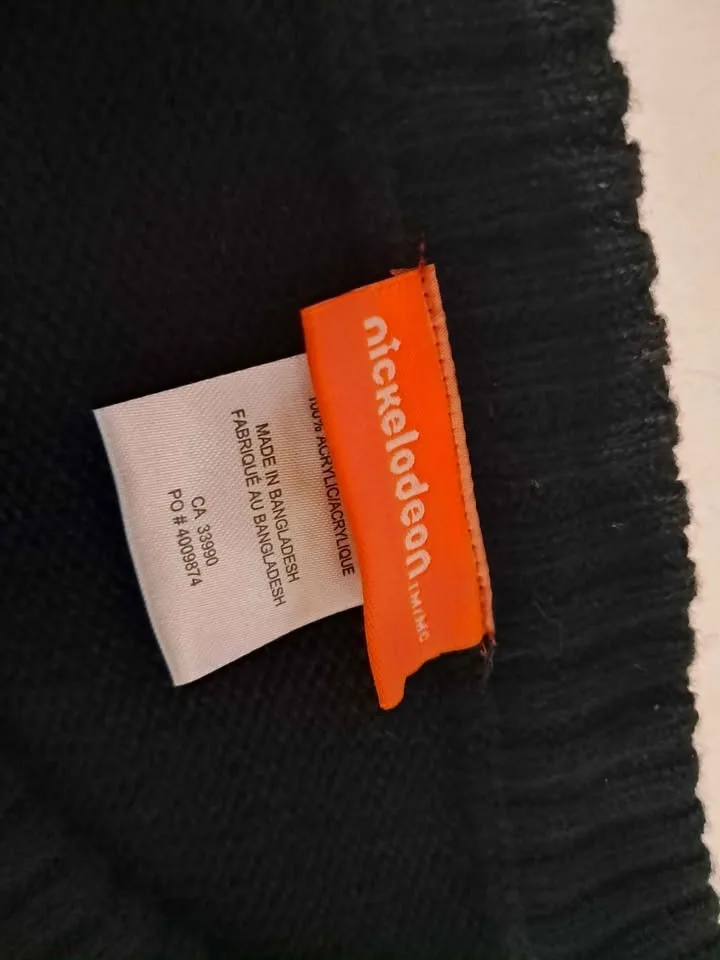 nickelodeon TM/MC
100% ACRYLIC/ACRYLIQUE
MADE IN BANGLADESH
FABRIQUÉ AU BANGLADESH
CA 33990
PO # 4009874